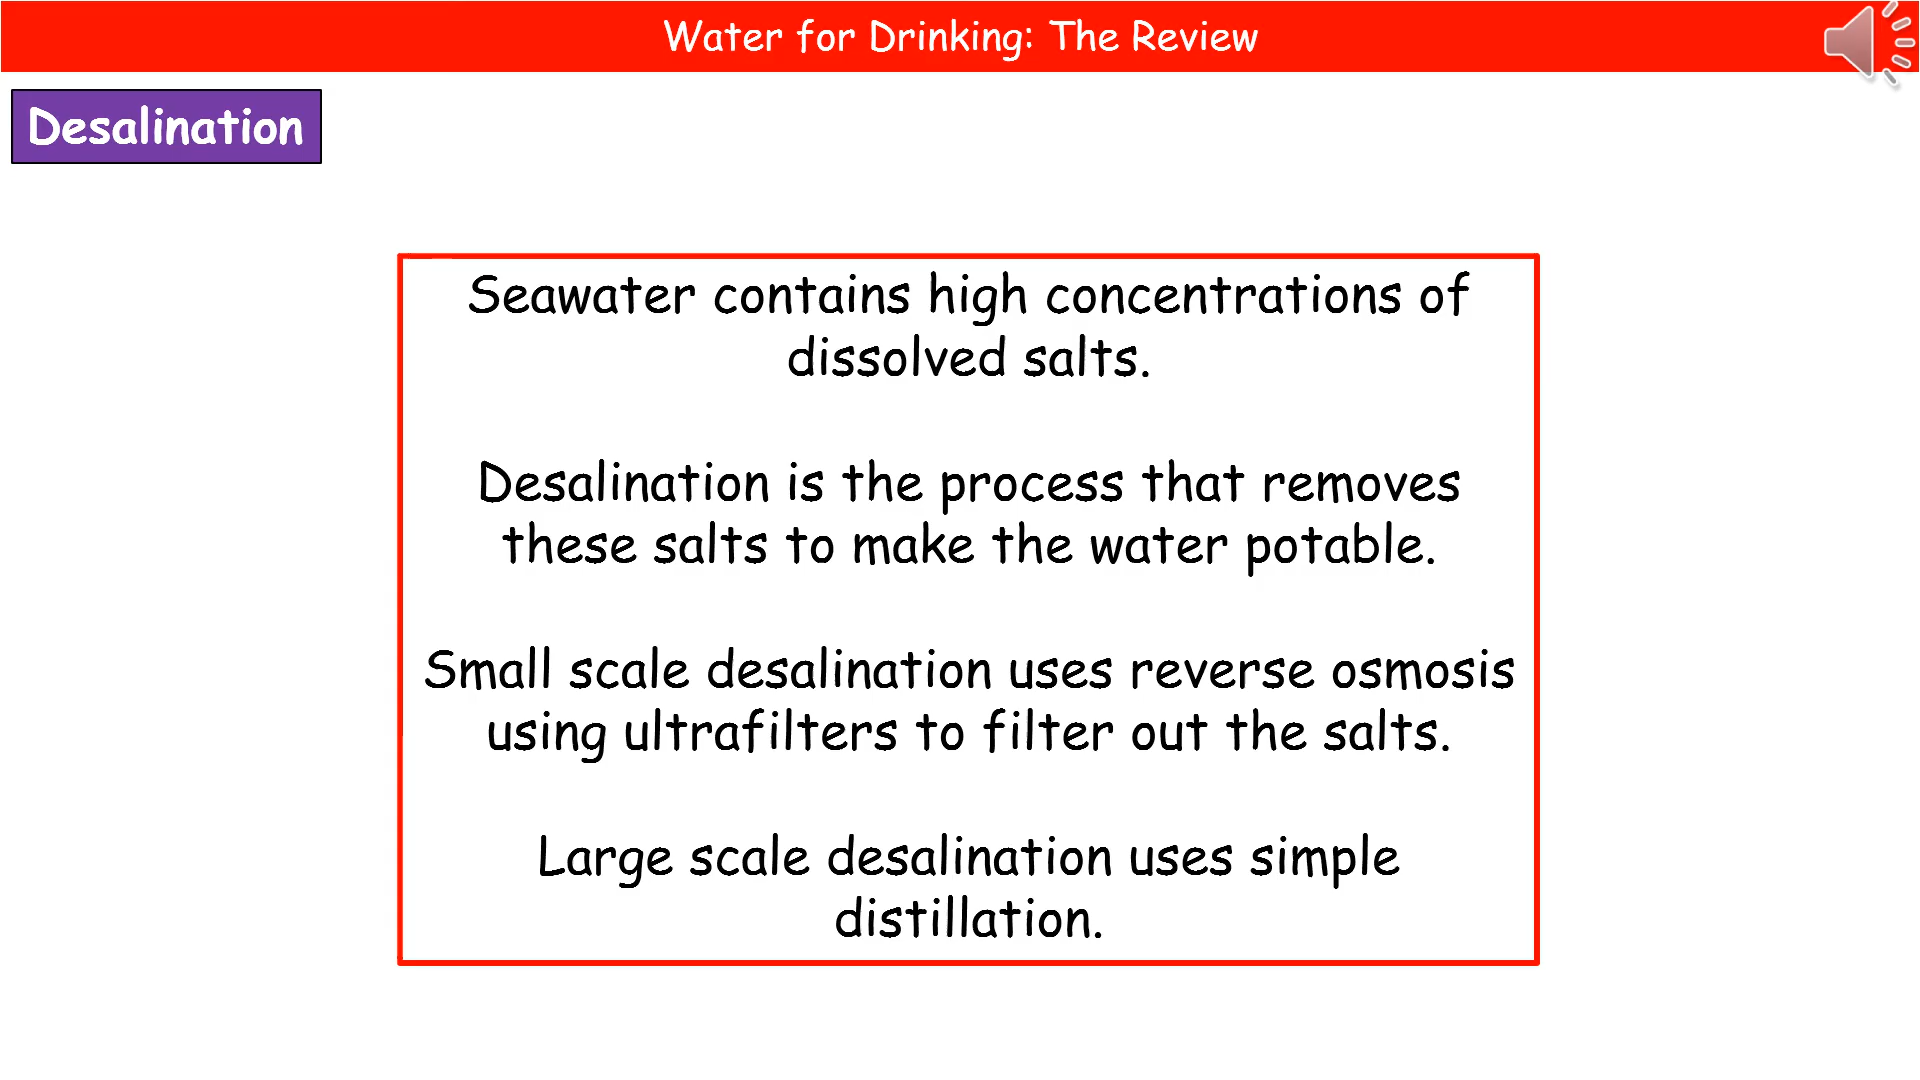 Water for Drinking: The Review
Desalination
Seawater contains high concentrations of
dissolved salts.
Desalination is the process that removes
these salts to make the water potable.
Small scale desalination uses reverse osmosis
using ultrafilters to filter out the salts.
Large scale desalination uses simple
distillation.